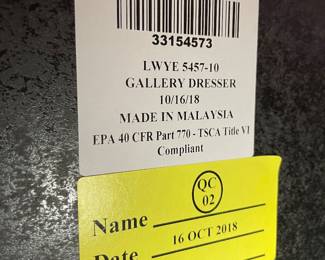 33154573
LWYE 5457-10
GALLERY DRESSER
10/16/18
MADE IN MALAYSIA
EPA 40 CFR Part 770 - TSCA Title VI
Compliant
QC
02
Name
16 OCT 2018
Date